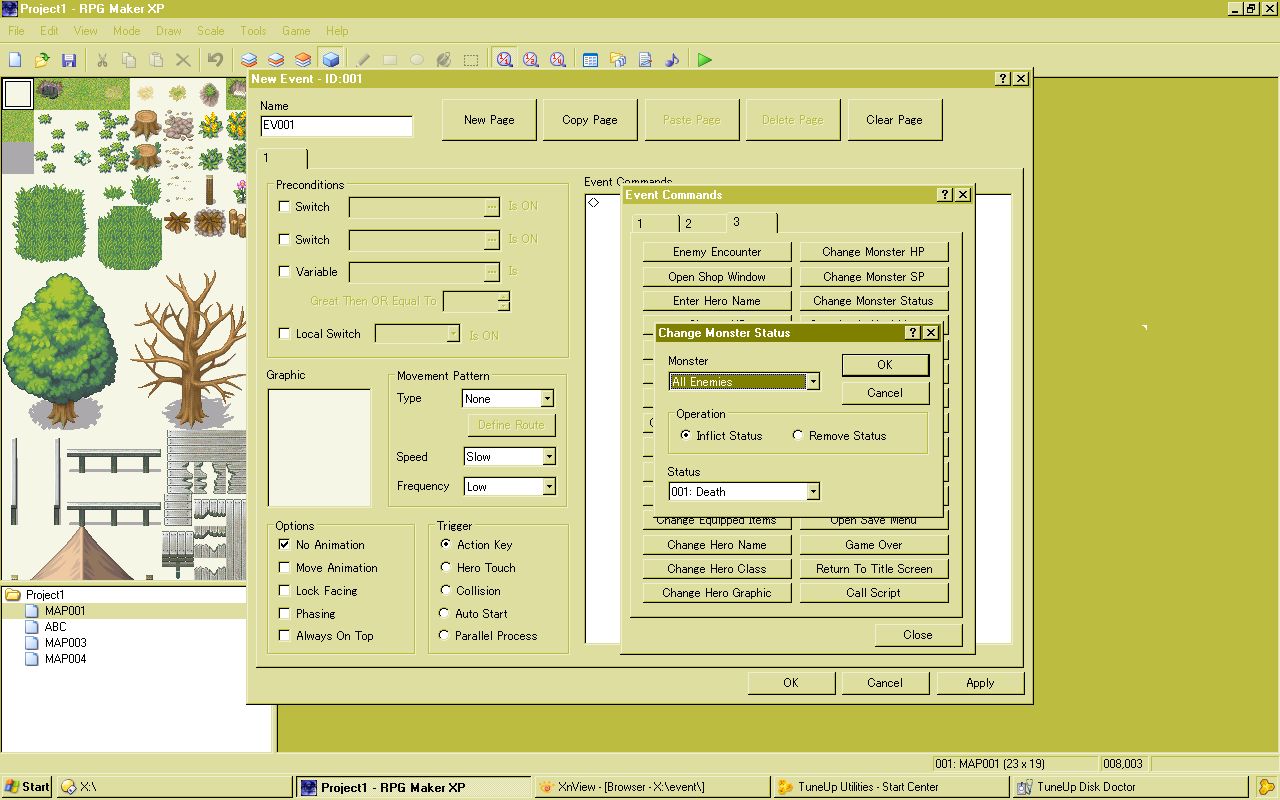 Project1 - RPG Maker XP
File Edit View Mode Draw Scale Tools Game Help
New Event - ID:001
Name
EV001
New Page
Copy Page
Paste Page
Delete Page
Clear Page
1
Preconditions
Switch ... Is ON
Switch ... Is ON
Variable ... Is
Great Then OR Equal To
Local Switch Is ON
Graphic
Movement Pattern
Type None
Define Route
Speed Slow
Frequency Low
Options
No Animation
Move Animation
Lock Facing
Phasing
Always On Top
Trigger
Action Key
Hero Touch
Collision
Auto Start
Parallel Process
Event Commands
Event Commands
1 2 3
Enemy Encounter
Change Monster HP
Open Shop Window
Change Monster SP
Enter Hero Name
Change Monster Status
Change Monster Status
Monster
All Enemies
OK
Cancel
Operation
Inflict Status
Remove Status
Status
001: Death
Change Equipped Items
Open Save Menu
Change Hero Name
Game Over
Change Hero Class
Return To Title Screen
Change Hero Graphic
Call Script
Close
OK
Cancel
Apply
Project1
MAP001
ABC
MAP003
MAP004
001: MAP001 (23 x 19)
008,003
Start
X:\
Project1 - RPG Maker XP
XnView - [Browser - X:\event\]
TuneUp Utilities - Start Center
TuneUp Disk Doctor